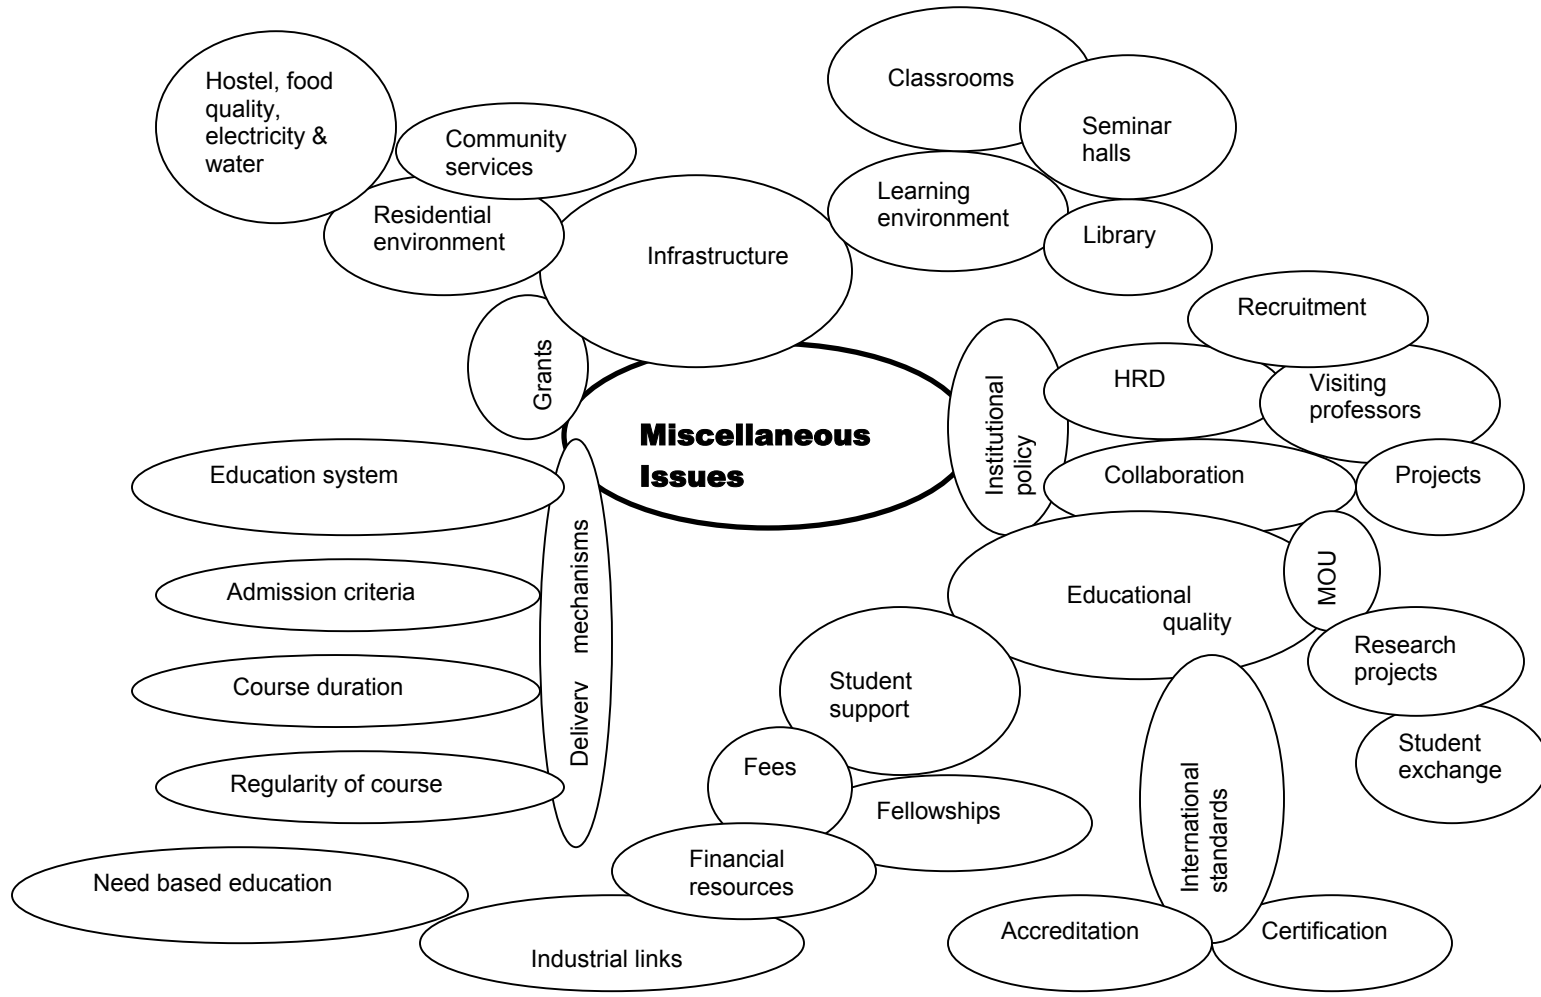 Hostel, food
quality,
electricity &
water
Community
services
Residential
environment
Infrastructure
Classrooms
Seminar
halls
Learning
environment
Library
Grants
Miscellaneous
Issues
Institutional
policy
Recruitment
HRD
Visiting
professors
Collaboration
Projects
Education system
Admission criteria
Course duration
Regularity of course
Delivery mechanisms
Need based education
Educational
quality
MOU
Research
projects
Student
exchange
Student
support
Fees
Fellowships
Financial
resources
Industrial links
International
standards
Accreditation
Certification